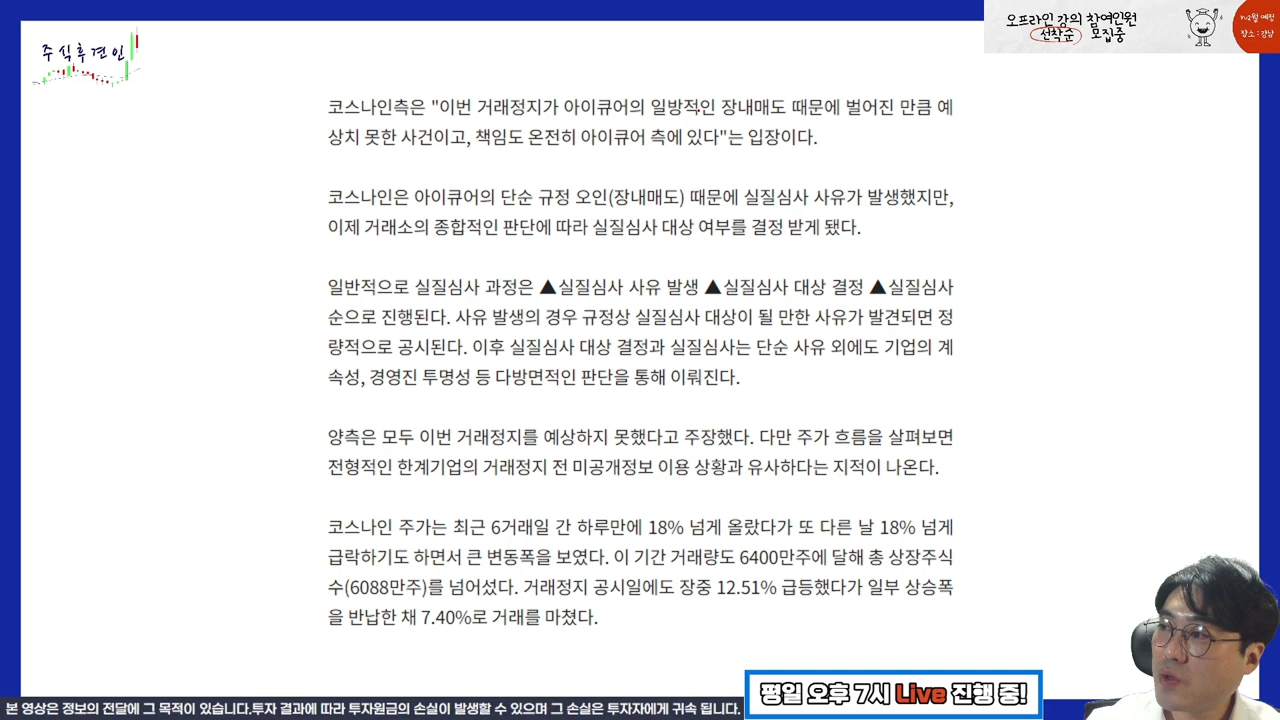 오프라인 강의 참여인원
선착순 모집중
N월 예정
장소 : 강남
주식후견인
코스나인측은 "이번 거래정지가 아이큐어의 일방적인 장내매도 때문에 벌어진 만큼 예
상치 못한 사건이고, 책임도 온전히 아이큐어 측에 있다"는 입장이다.
코스나인은 아이큐어의 단순 규정 오인(장내매도) 때문에 실질심사 사유가 발생했지만,
이제 거래소의 종합적인 판단에 따라 실질심사 대상 여부를 결정 받게 됐다.
일반적으로 실질심사 과정은 ▲실질심사 사유 발생 ▲실질심사 대상 결정 ▲실질심사
순으로 진행된다. 사유 발생의 경우 규정상 실질심사 대상이 될 만한 사유가 발견되면 정
량적으로 공시된다. 이후 실질심사 대상 결정과 실질심사는 단순 사유 외에도 기업의 계
속성, 경영진 투명성 등 다방면적인 판단을 통해 이뤄진다.
양측은 모두 이번 거래정지를 예상하지 못했다고 주장했다. 다만 주가 흐름을 살펴보면
전형적인 한계기업의 거래정지 전 미공개정보 이용 상황과 유사하다는 지적이 나온다.
코스나인 주가는 최근 6거래일 간 하루만에 18% 넘게 올랐다가 또 다른 날 18% 넘게
급락하기도 하면서 큰 변동폭을 보였다. 이 기간 거래량도 6400만주에 달해 총 상장주식
수(6088만주)를 넘어섰다. 거래정지 공시일에도 장중 12.51% 급등했다가 일부 상승폭
을 반납한 채 7.40%로 거래를 마쳤다.
평일 오후 7시 Live 진행 중!
본 영상은 정보의 전달에 그 목적이 있습니다.투자 결과에 따라 투자원금의 손실이 발생할 수 있으며 그 손실은 투자자에게 귀속 됩니다.